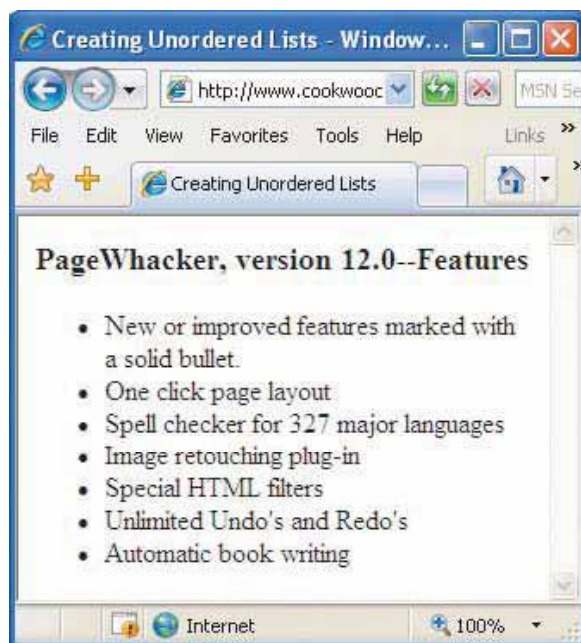 Creating Unordered Lists - Window...
http://www.cookwooc
MSN Se
File Edit View Favorites Tools Help Links »
Creating Unordered Lists
PageWhacker, version 12.0--Features
• New or improved features marked with
a solid bullet.
• One click page layout
• Spell checker for 327 major languages
• Image retouching plug-in
• Special HTML filters
• Unlimited Undo's and Redo's
• Automatic book writing
Internet 100%